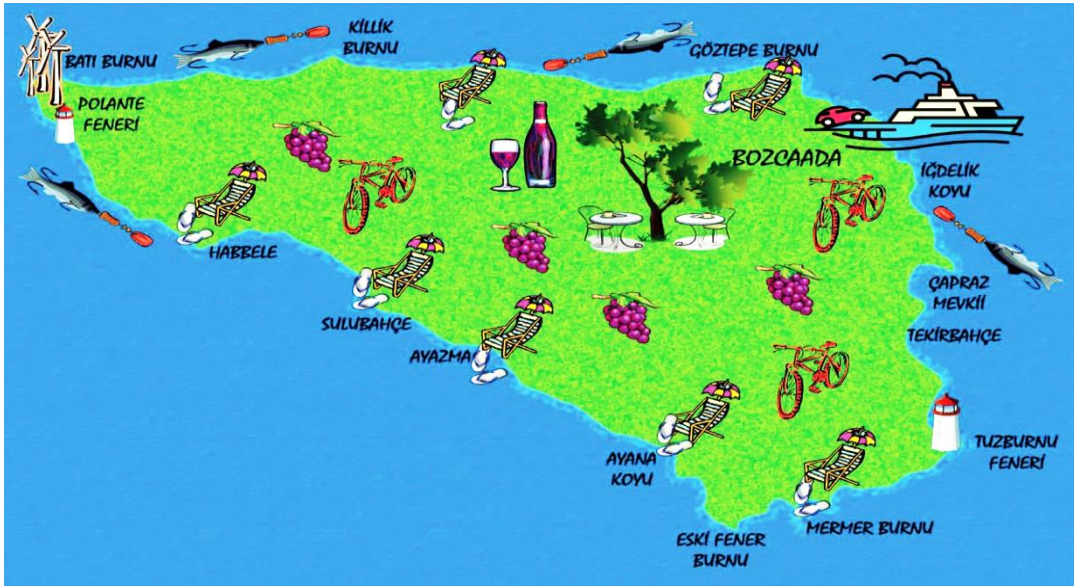 KİLLİK
BURNU
BATI BURNU
GÖZTEPE BURNU
POLANTE
FENERİ
BOZCAADA
İĞDELİK
KOYU
HABBELE
ÇAPRAZ
MEVKİİ
SULUBAHÇE
TEKİRBAHÇE
AYAZMA
AYANA
KOYU
TUZBURNU
FENERİ
MERMER BURNU
ESKİ FENER
BURNU